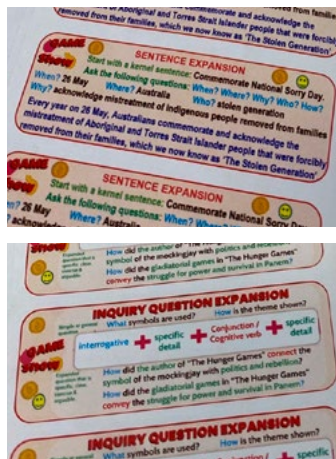 removed from their families, which we now know as 'The Stolen Generation'
GAME SHOW
SENTENCE EXPANSION
Start with a kernel sentence: Commemorate National Sorry Day.
Ask the following questions: When? Where? Why? Who? How?
When? 26 May Where? Australia Who? stolen generation
Why? acknowledge mistreatment of indigenous people removed from families
Every year on 26 May, Australians commemorate and acknowledge the
mistreatment of Aboriginal and Torres Strait Islander people that were forcibly
removed from their families, which we now know as 'The Stolen Generation'
GAME
SENTENCE EXPANSION
Start with a kernel sentence: Commemorate National Sorry Day.
Ask the following questions: When? Where?
26 May Where?
SHOW
How did the author of "The
symbol of the mockingjay with politics and rebellion?
How did the gladiatorial games in "The Hunger Games"
convey the struggle for power and survival in Panem?
GAME SHOW
INQUIRY QUESTION EXPANSION
What symbols are used? How is the theme shown?
interrogative + specific detail + Conjunction / Cognitive verb + specific detail
How did the author of "The Hunger Games" connect the
symbol of the mockingjay with politics and rebellion?
How did the gladiatorial games in "The Hunger Games"
convey the struggle for power and survival in Panem?
INQUIRY QUESTION EXPANSION
What symbols are used? How is the theme shown?
specific